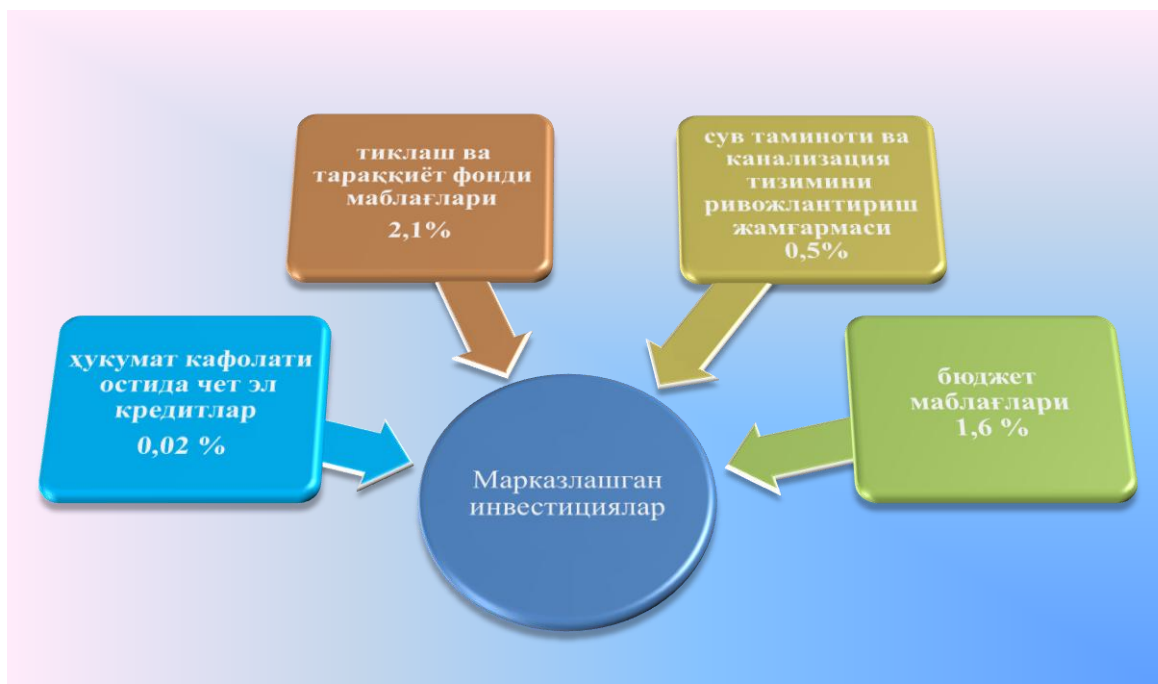 тиклаш ва
тараққиёт фонди
маблағлари
2,1%
сув таминоти ва
канализация
тизимини
ривожлантириш
жамғармаси
0,5%
ҳукумат кафолати
остида чет эл
кредитлар
0,02 %
бюджет
маблағлари
1,6 %
Марказлашган
инвестициялар